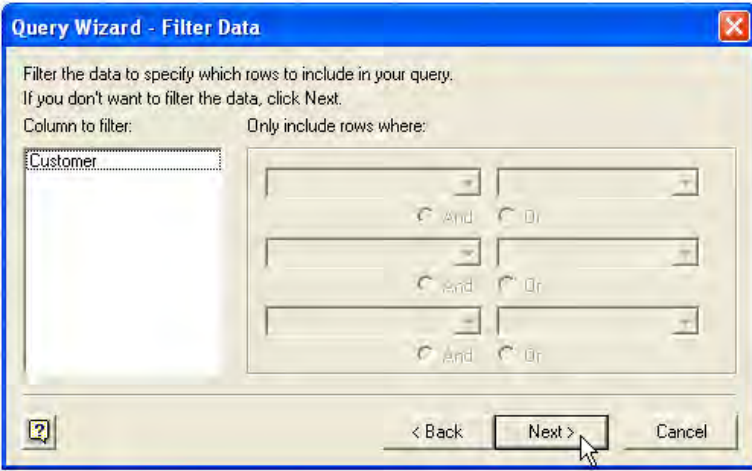 Query Wizard - Filter Data
Filter the data to specify which rows to include in your query.
If you don't want to filter the data, click Next.
Column to filter:
Only include rows where:
Customer
And
Or
And
Or
And
Or
?
< Back
Next >
Cancel